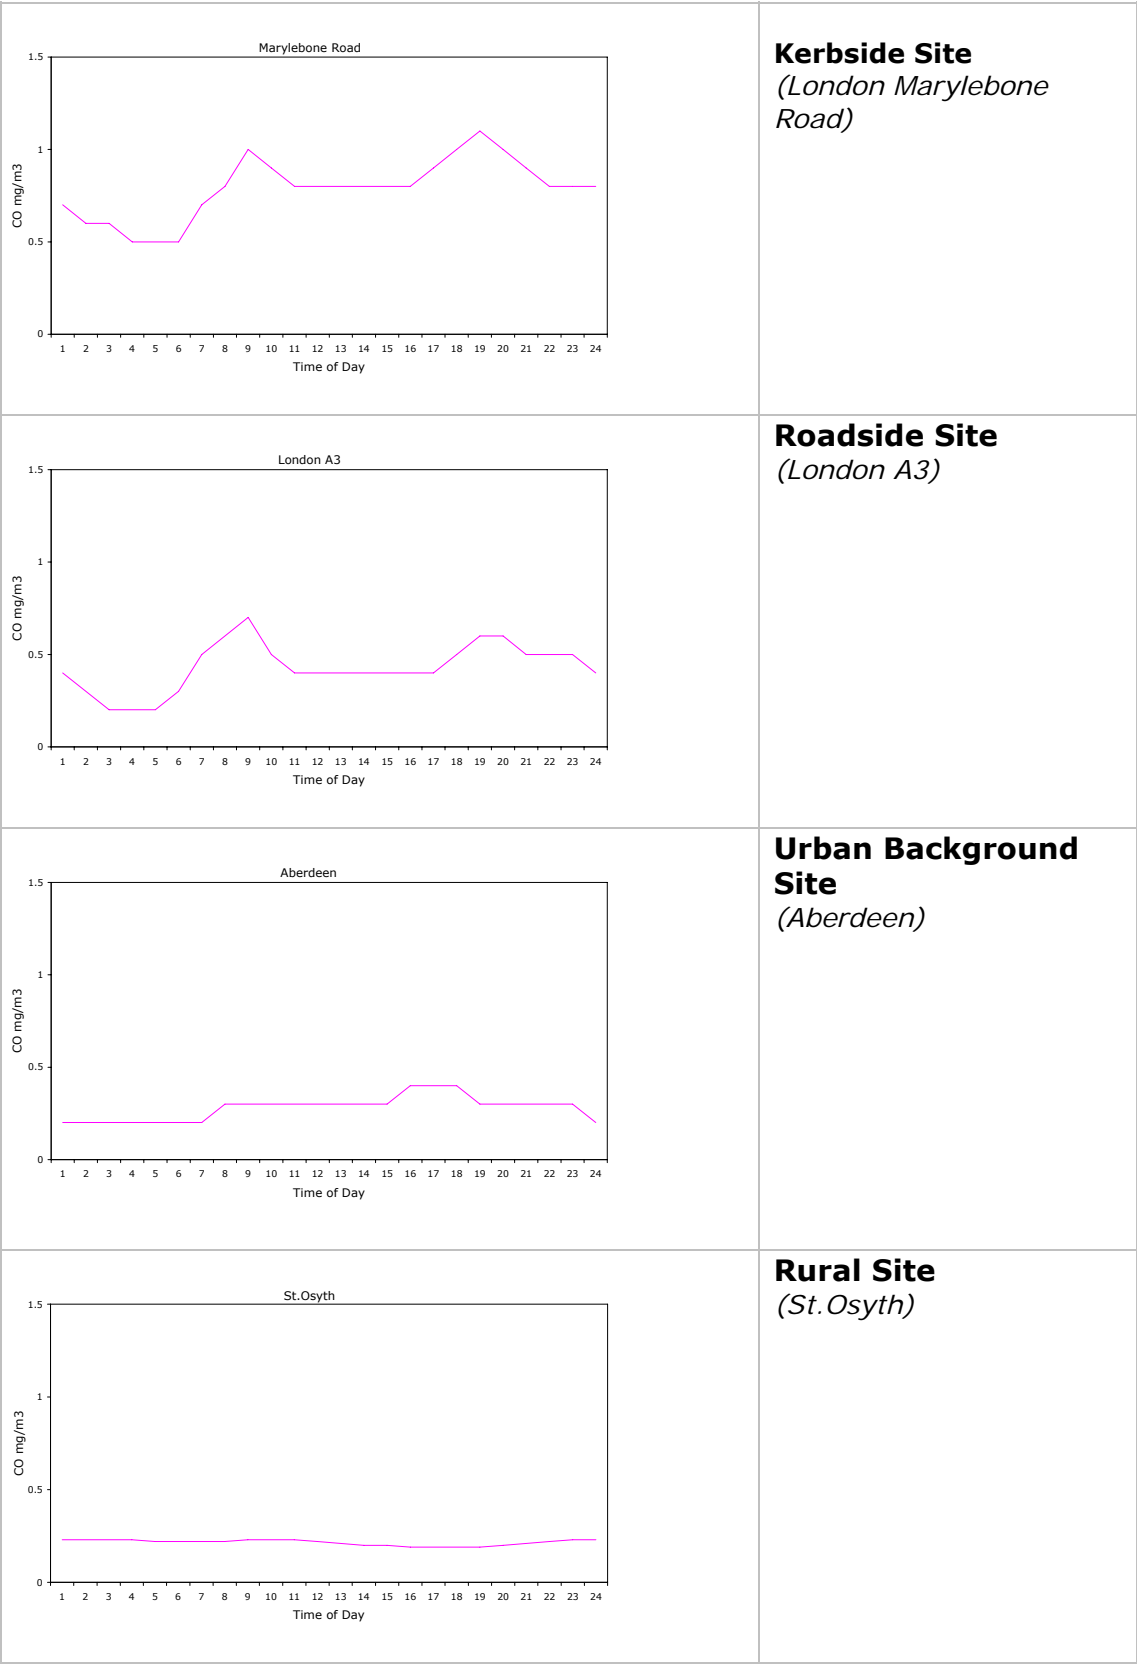 Marylebone Road
1.5
1
0.5
0
CO mg/m3
1 2 3 4 5 6 7 8 9 10 11 12 13 14 15 16 17 18 19 20 21 22 23 24
Time of Day
Kerbside Site
(London Marylebone
Road)
London A3
1.5
1
0.5
0
CO mg/m3
1 2 3 4 5 6 7 8 9 10 11 12 13 14 15 16 17 18 19 20 21 22 23 24
Time of Day
Roadside Site
(London A3)
Aberdeen
1.5
1
0.5
0
CO mg/m3
1 2 3 4 5 6 7 8 9 10 11 12 13 14 15 16 17 18 19 20 21 22 23 24
Time of Day
Urban Background
Site
(Aberdeen)
St.Osyth
1.5
1
0.5
0
CO mg/m3
1 2 3 4 5 6 7 8 9 10 11 12 13 14 15 16 17 18 19 20 21 22 23 24
Time of Day
Rural Site
(St.Osyth)